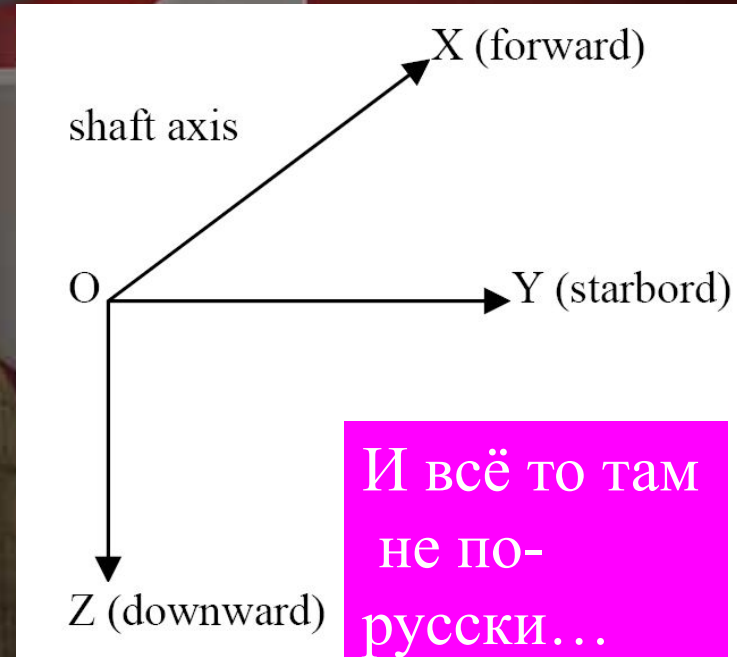 X (forward)
shaft axis
O
Y (starbord)
Z (downward)
И всё то там
не по-
русски…